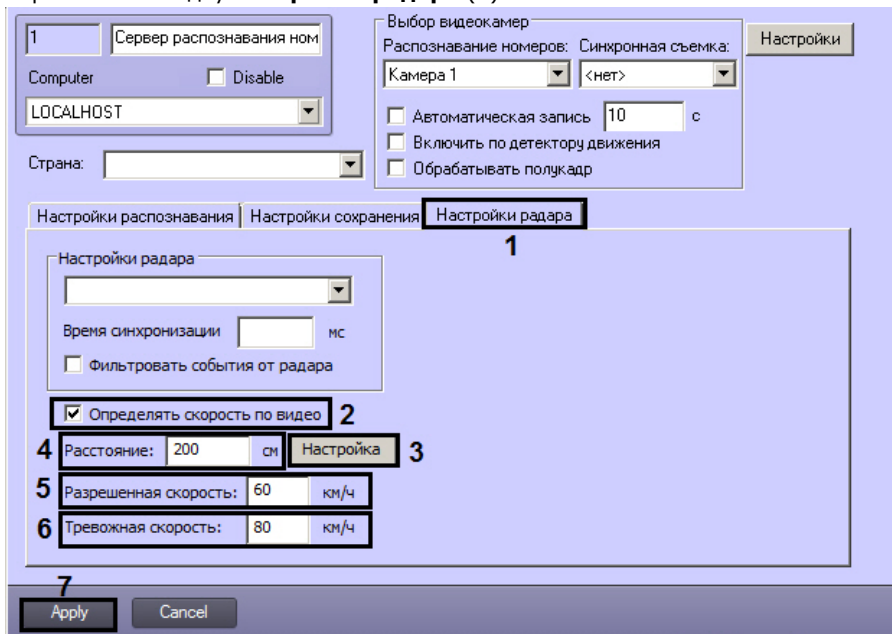 1 Сервер распознавания ном
Computer Disable
LOCALHOST
Страна:
Выбор видеокамер
Распознавание номеров: Синхронная съемка:
Камера 1 <нет>
Автоматическая запись 10 с
Включить по детектору движения
Обрабатывать полукадр
Настройки
Настройки распознавания Настройки сохранения Настройки радара
1
Настройки радара
Время синхронизации мс
Фильтровать события от радара
Определять скорость по видео 2
4 Расстояние: 200 см Настройка 3
5 Разрешенная скорость: 60 км/ч
6 Тревожная скорость: 80 км/ч
7
Apply Cancel